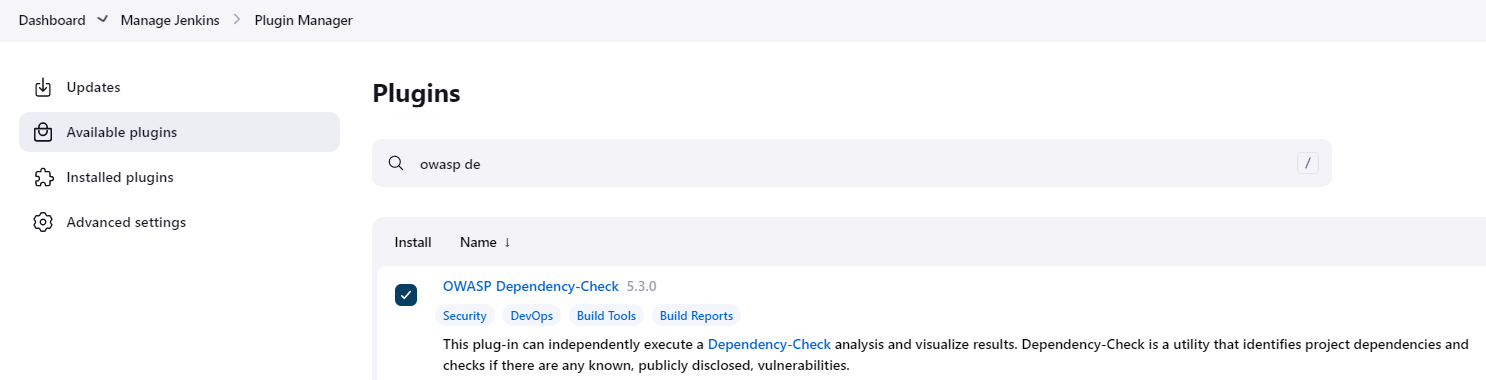 Dashboard Manage Jenkins Plugin Manager
Updates
Available plugins
Installed plugins
Advanced settings
Plugins
owasp de /
Install Name ↓
OWASP Dependency-Check 5.3.0
Security DevOps Build Tools Build Reports
This plug-in can independently execute a Dependency-Check analysis and visualize results. Dependency-Check is a utility that identifies project dependencies and
checks if there are any known, publicly disclosed, vulnerabilities.